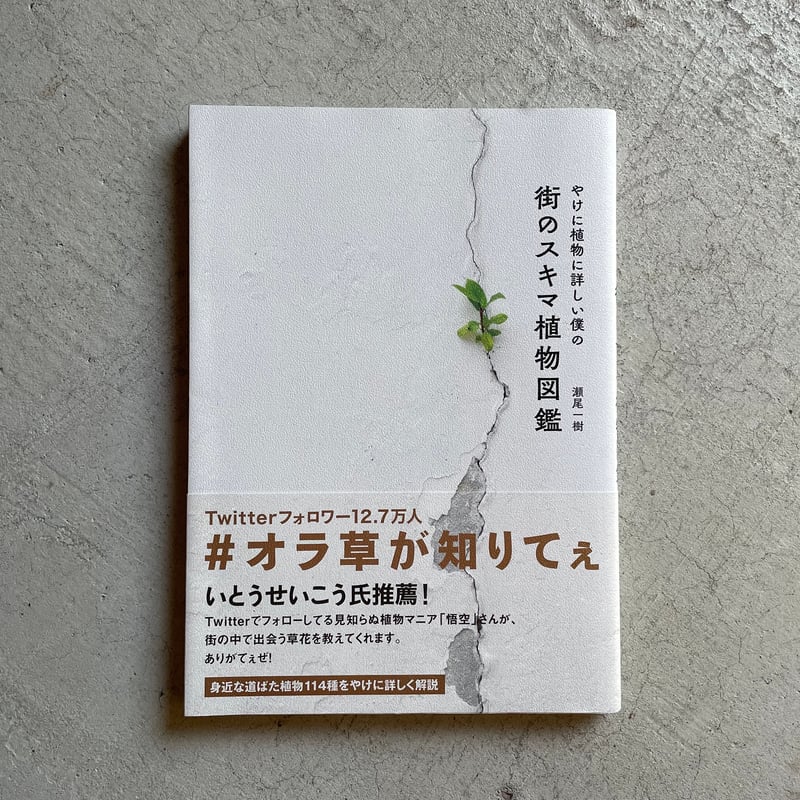 やけに植物に詳しい僕の
街のスキマ植物図鑑
瀬尾一樹
Twitterフォロワー12.7万人
#オラ草が知りてぇ
いとうせいこう氏推薦!
Twitterでフォローしてる見知らぬ植物マニア「悟空」さんが、
街の中で出会う草花を教えてくれます。
ありがてぇぜ!
身近な道ばた植物114種をやけに詳しく解説